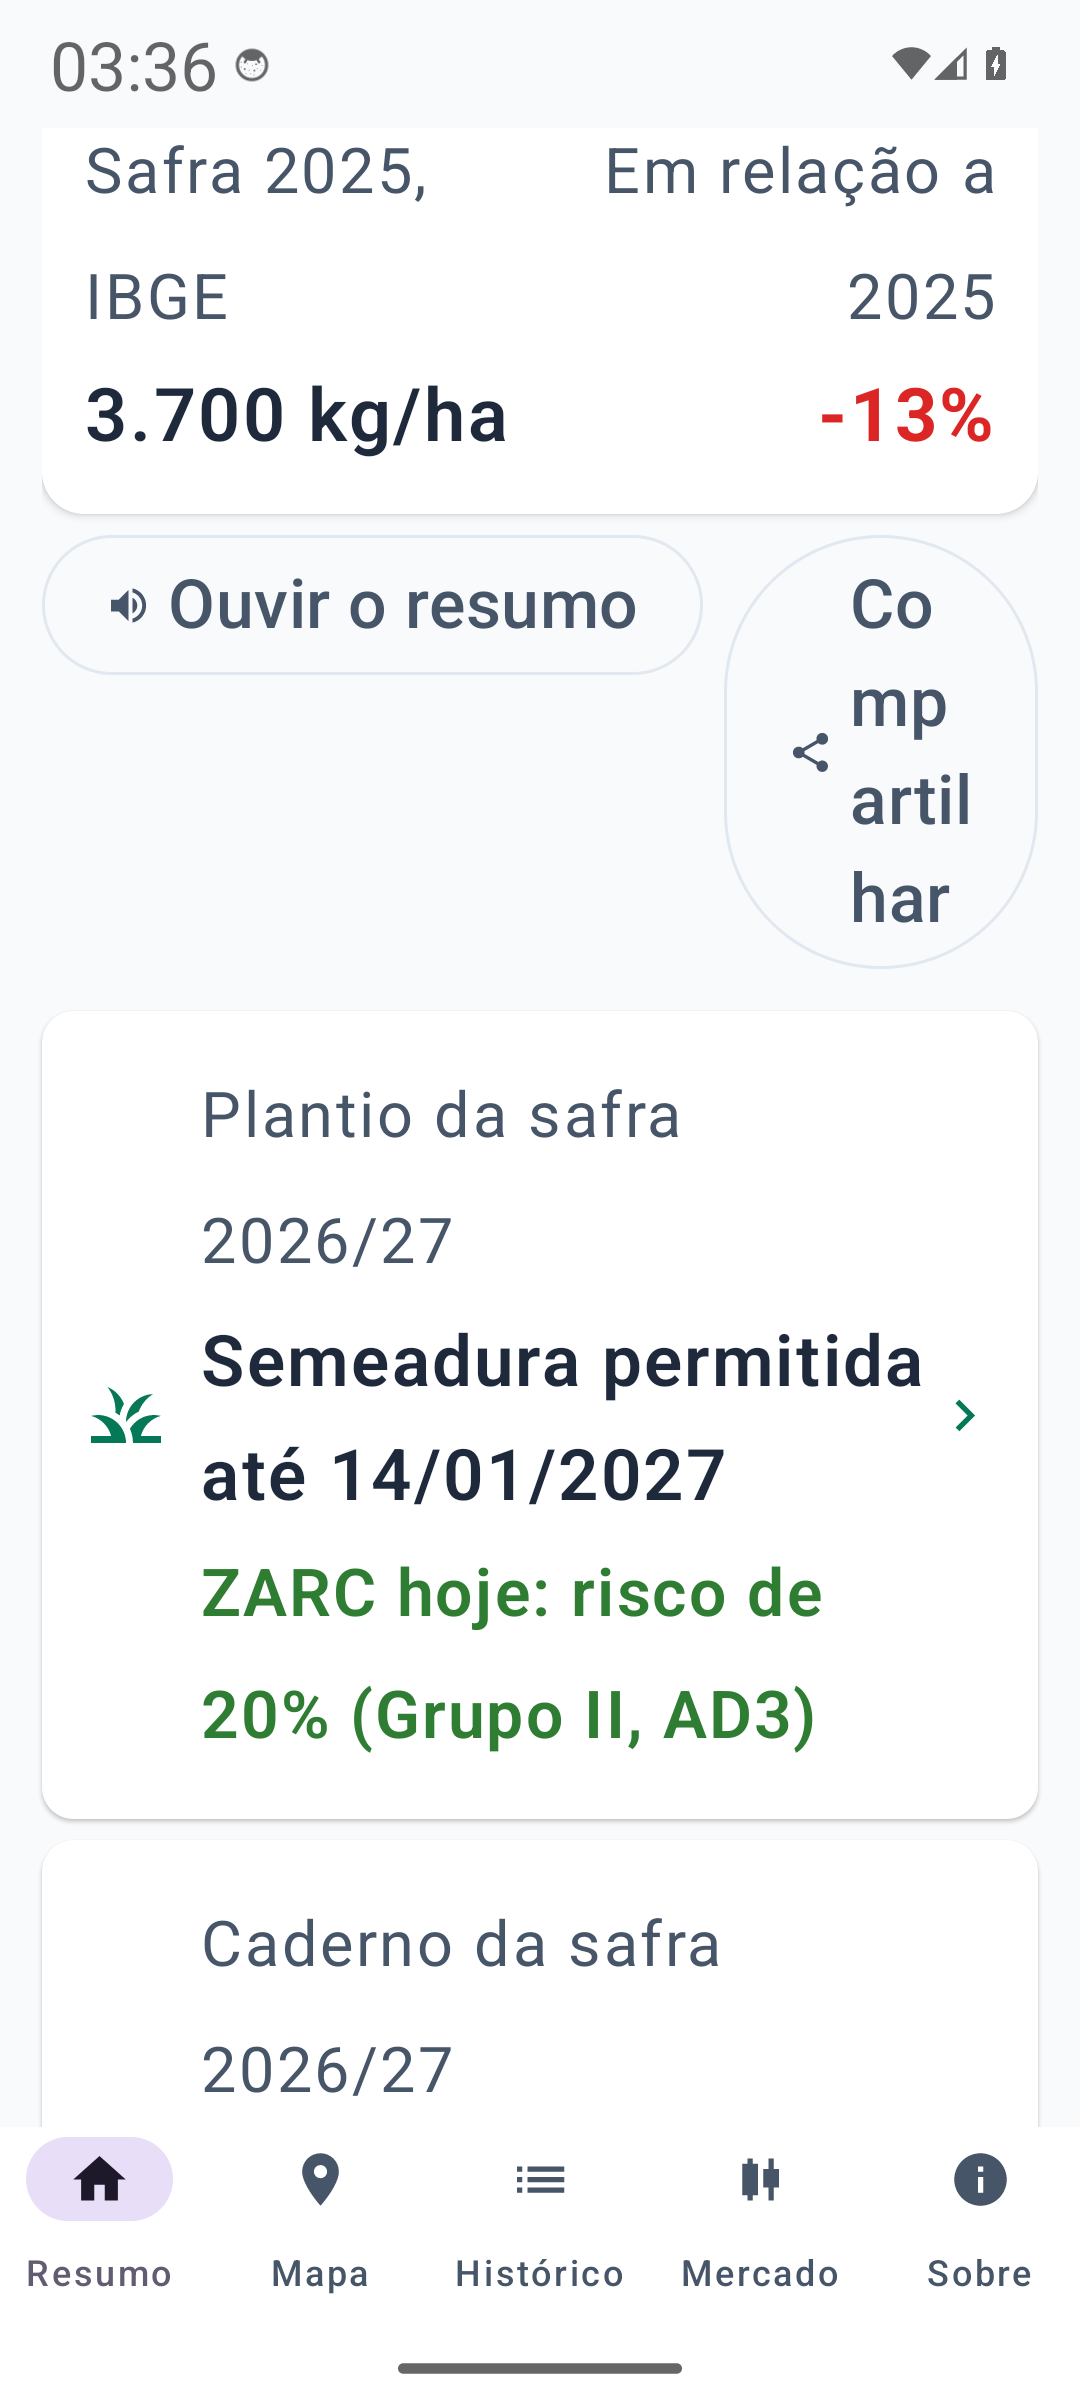 03:36
Safra 2025,
IBGE
3.700 kg/ha
Em relação a
2025
-13%
Ouvir o resumo
Co
mp
artil
har
Plantio da safra
2026/27
Semeadura permitida
até 14/01/2027
ZARC hoje: risco de
20% (Grupo II, AD3)
Caderno da safra
2026/27
Resumo
Mapa
Histórico
Mercado
Sobre